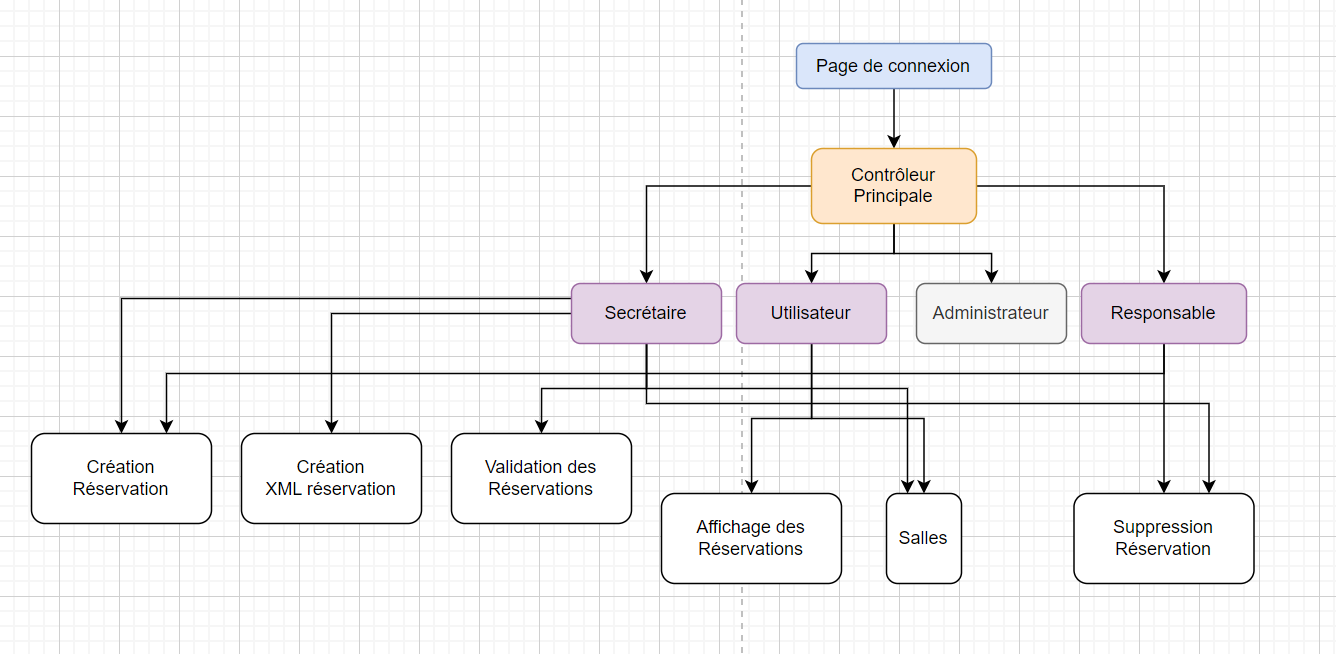 Page de connexion
Contrôleur
Principale
Secrétaire
Utilisateur
Administrateur
Responsable
Création
Réservation
Création
XML réservation
Validation des
Réservations
Affichage des
Réservations
Salles
Suppression
Réservation